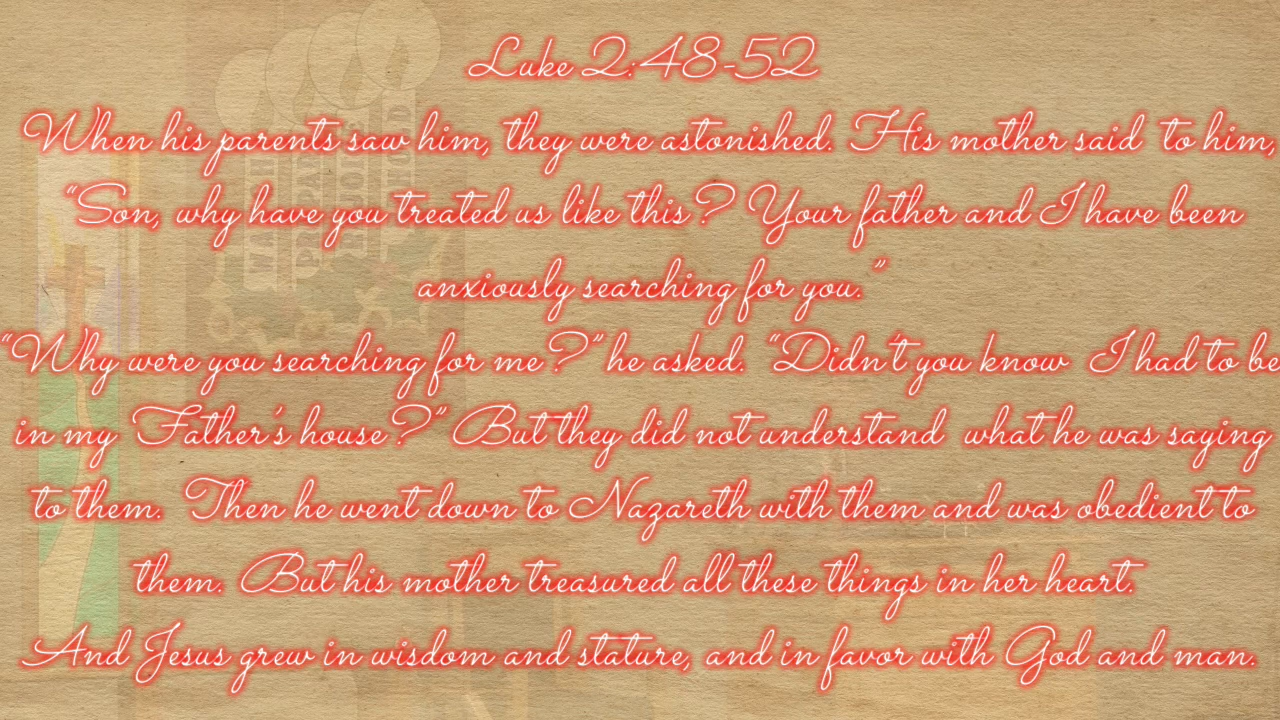 Luke 2:48-52
When his parents saw him, they were astonished. His mother said to him,
“Son, why have you treated us like this? Your father and I have been
anxiously searching for you.”
“Why were you searching for me?” he asked. “Didn’t you know I had to be
in my Father’s house?” But they did not understand what he was saying
to them. Then he went down to Nazareth with them and was obedient to
them. But his mother treasured all these things in her heart.
And Jesus grew in wisdom and stature, and in favor with God and man.